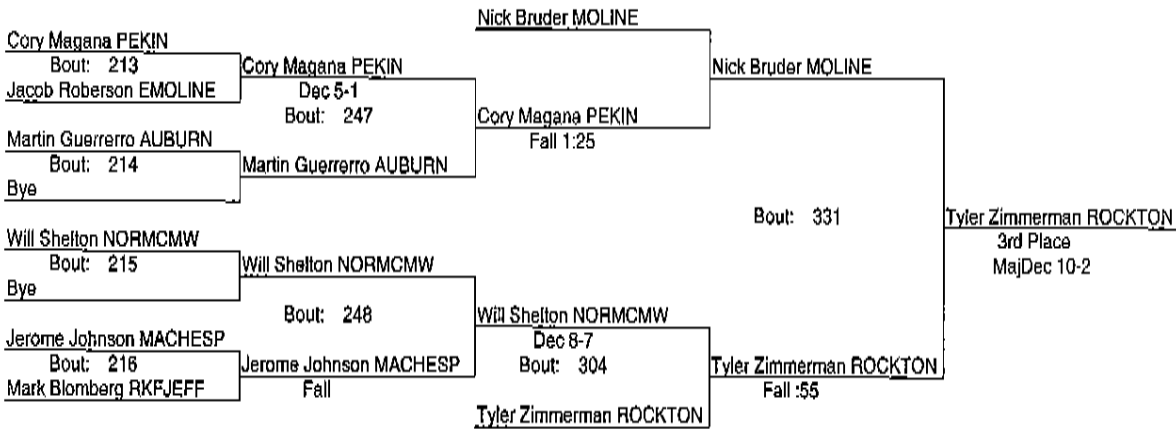 Nick Bruder MOLINE
Cory Magana PEKIN
Bout: 213
Jacob Roberson EMOLINE
Cory Magana PEKIN
Dec 5-1
Bout: 247
Nick Bruder MOLINE
Cory Magana PEKIN
Fall 1:25
Martin Guerrerro AUBURN
Bout: 214
Bye
Martin Guerrerro AUBURN
Bout: 331
Tyler Zimmerman ROCKTON
3rd Place
MajDec 10-2
Will Shelton NORMCMW
Bout: 215
Bye
Will Shelton NORMCMW
Bout: 248
Will Shelton NORMCMW
Dec 8-7
Bout: 304
Jerome Johnson MACHESP
Bout: 216
Mark Blomberg RKFJEFF
Jerome Johnson MACHESP
Fall
Tyler Zimmerman ROCKTON
Fall :55
Tyler Zimmerman ROCKTON